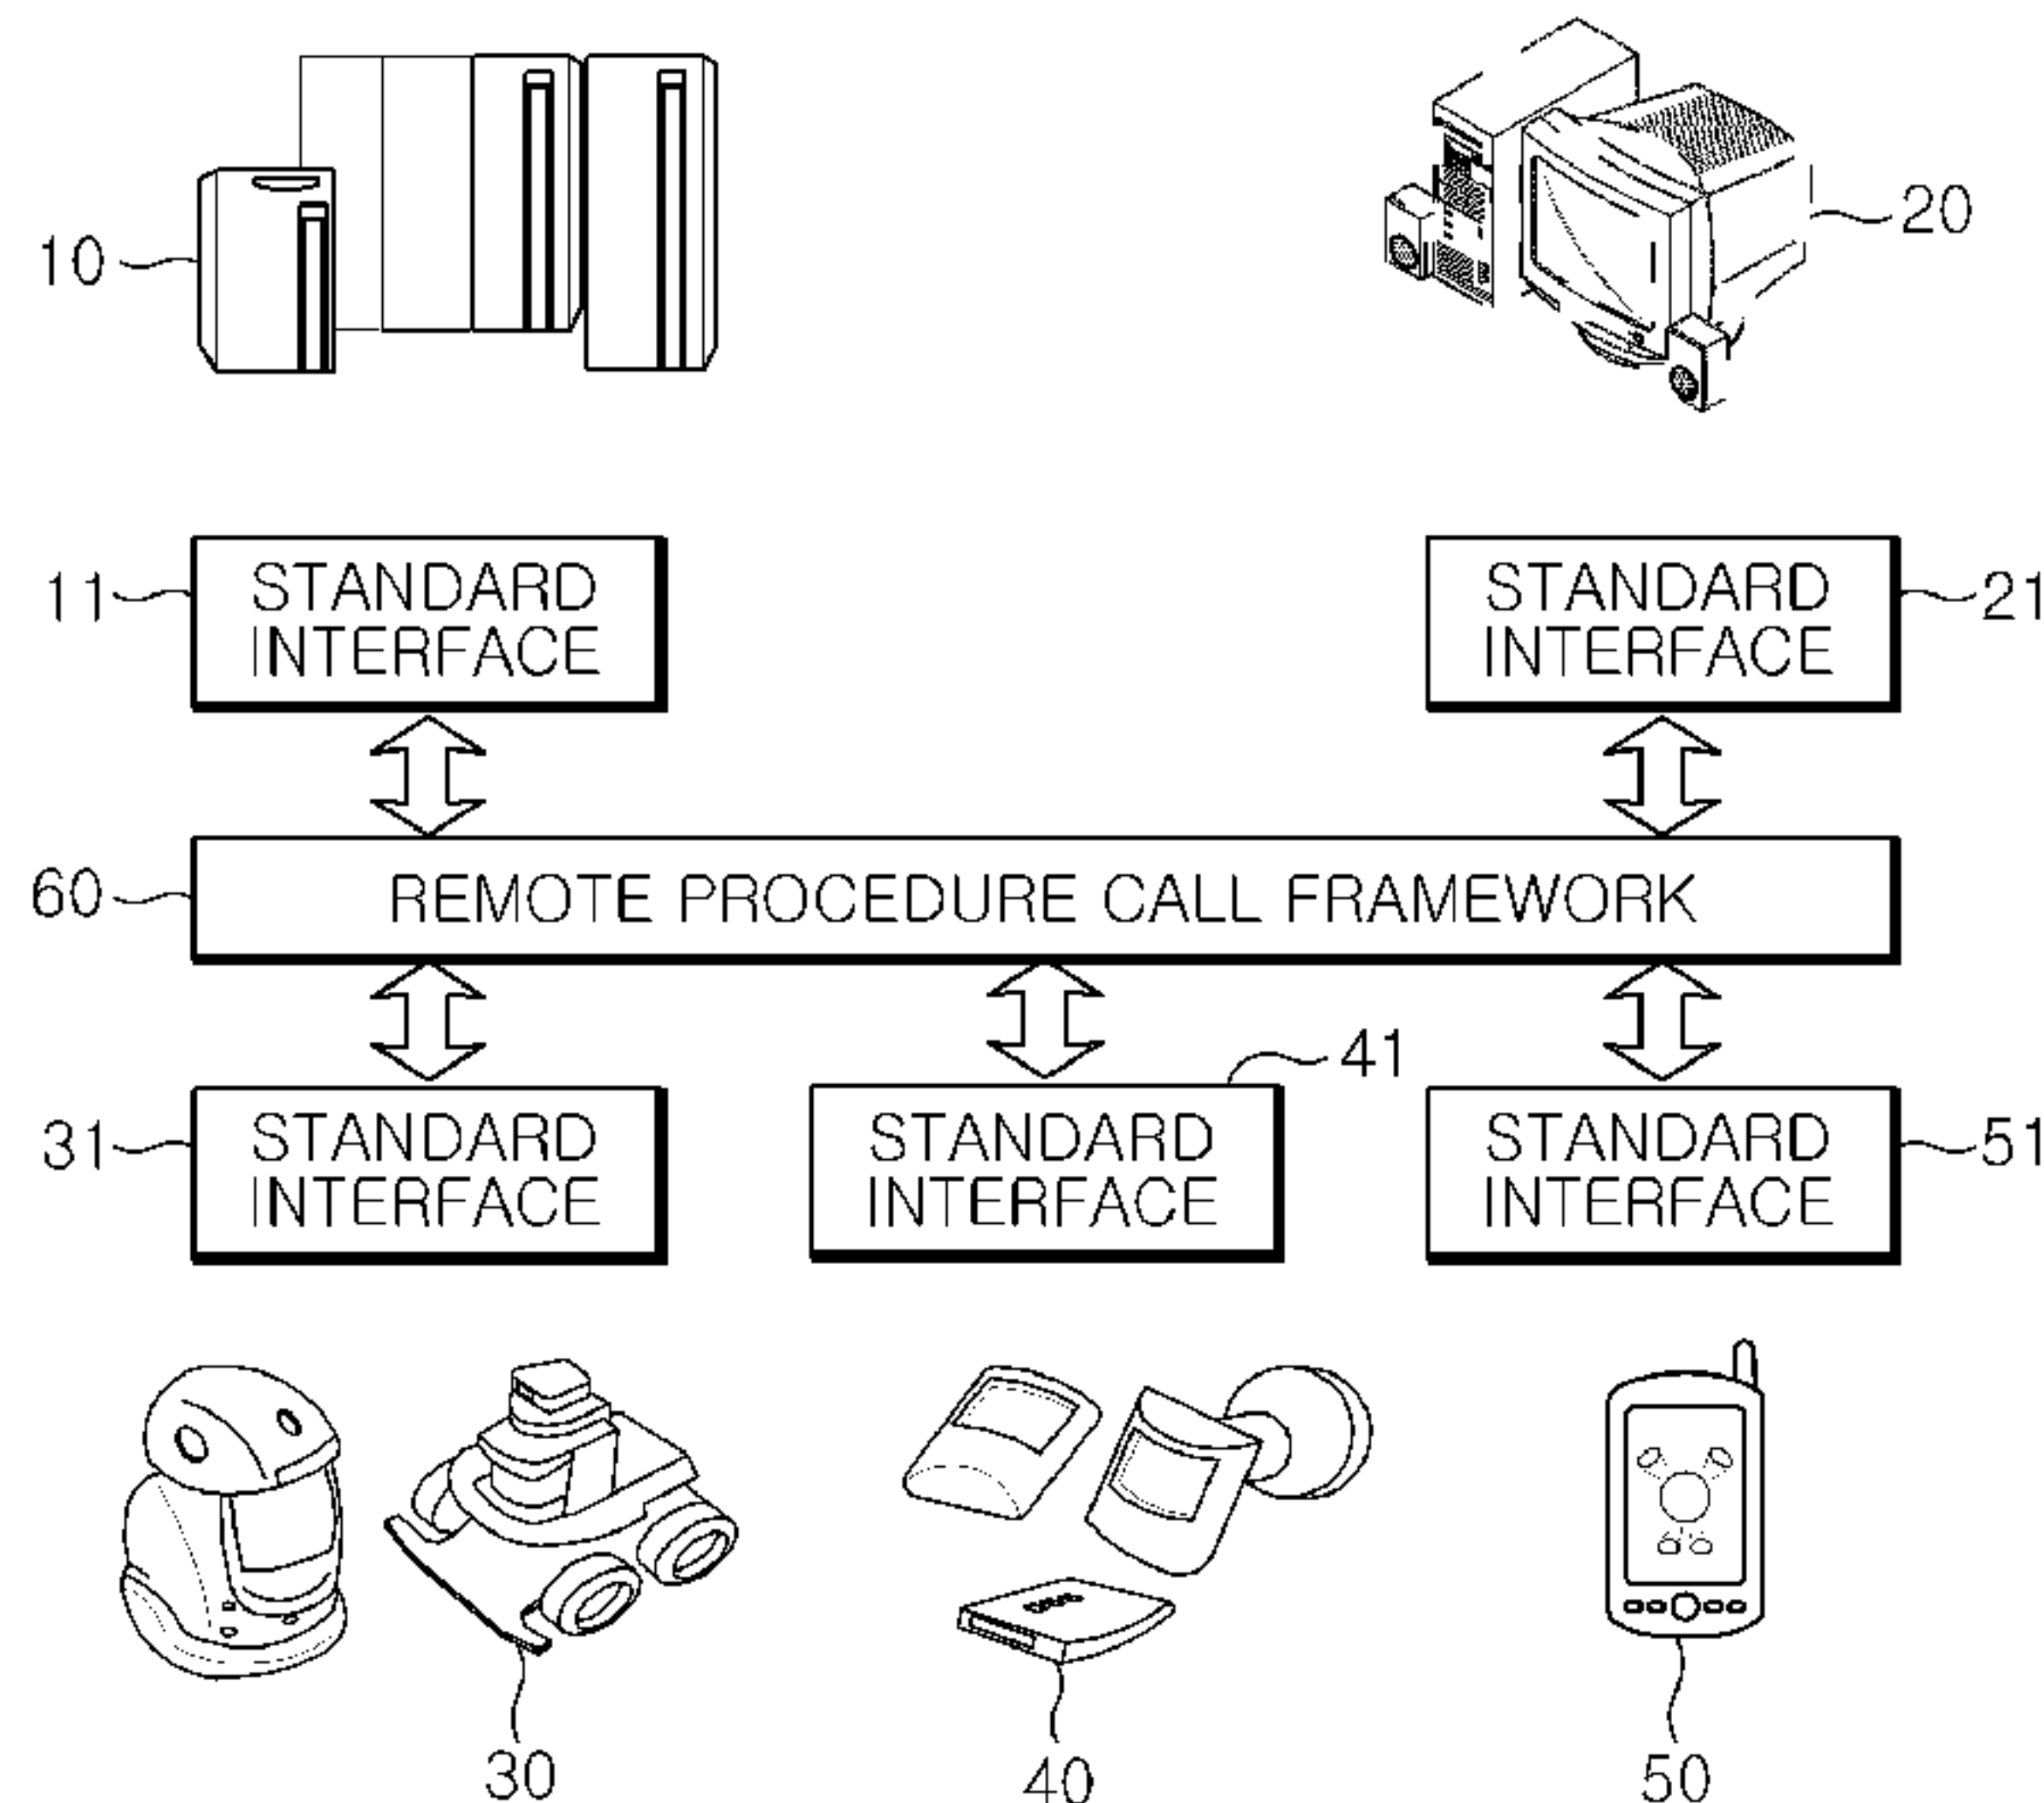 10
20
11
STANDARD
INTERFACE
STANDARD
INTERFACE
21
60
REMOTE PROCEDURE CALL FRAMEWORK
41
31
STANDARD
INTERFACE
STANDARD
INTERFACE
STANDARD
INTERFACE
51
30
40
50